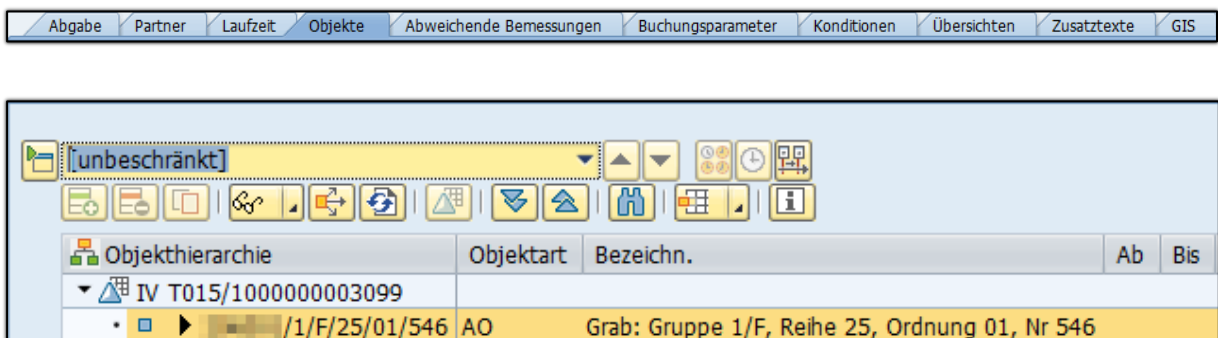 Abgabe Partner Laufzeit Objekte Abweichende Bemessungen Buchungsparameter Konditionen Übersichten Zusatztexte GIS
[unbeschränkt]
Objekthierarchie Objektart Bezeichn. Ab Bis
IV T015/1000000003099
/1/F/25/01/546 AO Grab: Gruppe 1/F, Reihe 25, Ordnung 01, Nr 546